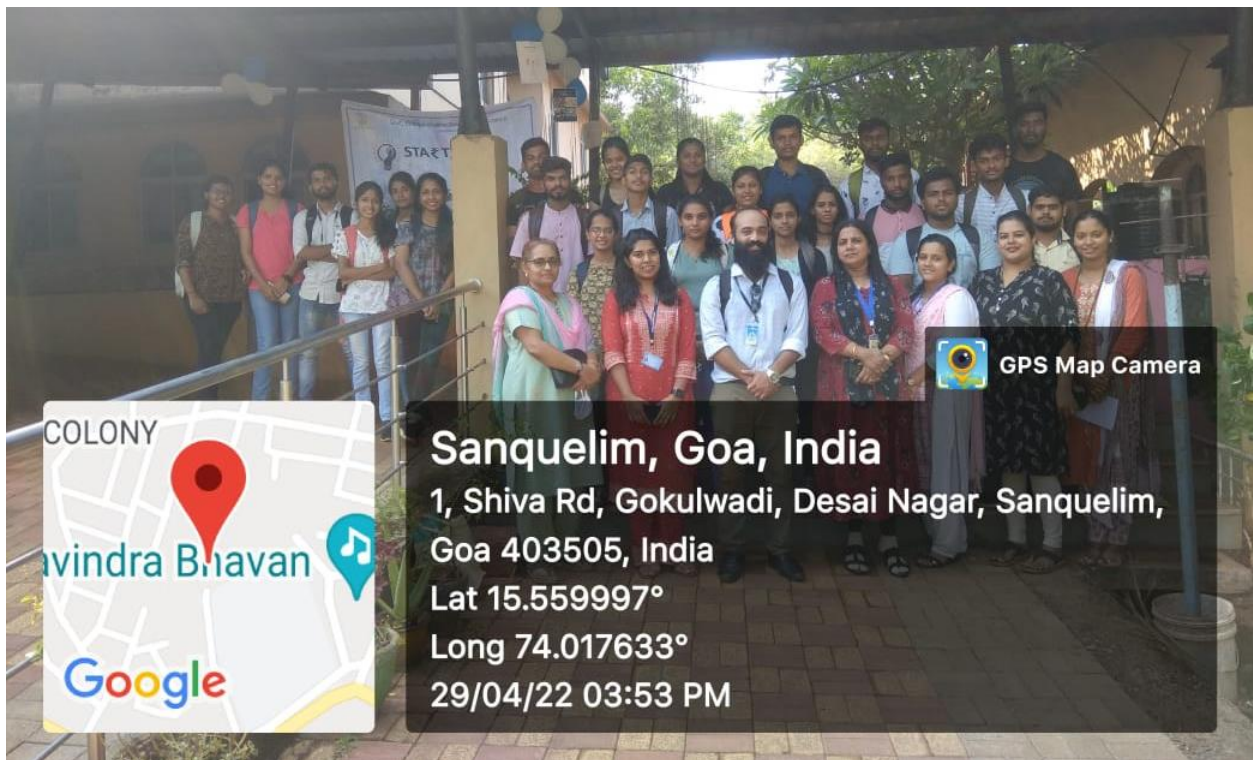 STA₹T
GPS Map Camera
COLONY
avindra Bhavan
Google
Sanquelim, Goa, India
1, Shiva Rd, Gokulwadi, Desai Nagar, Sanquelim,
Goa 403505, India
Lat 15.559997°
Long 74.017633°
29/04/22 03:53 PM